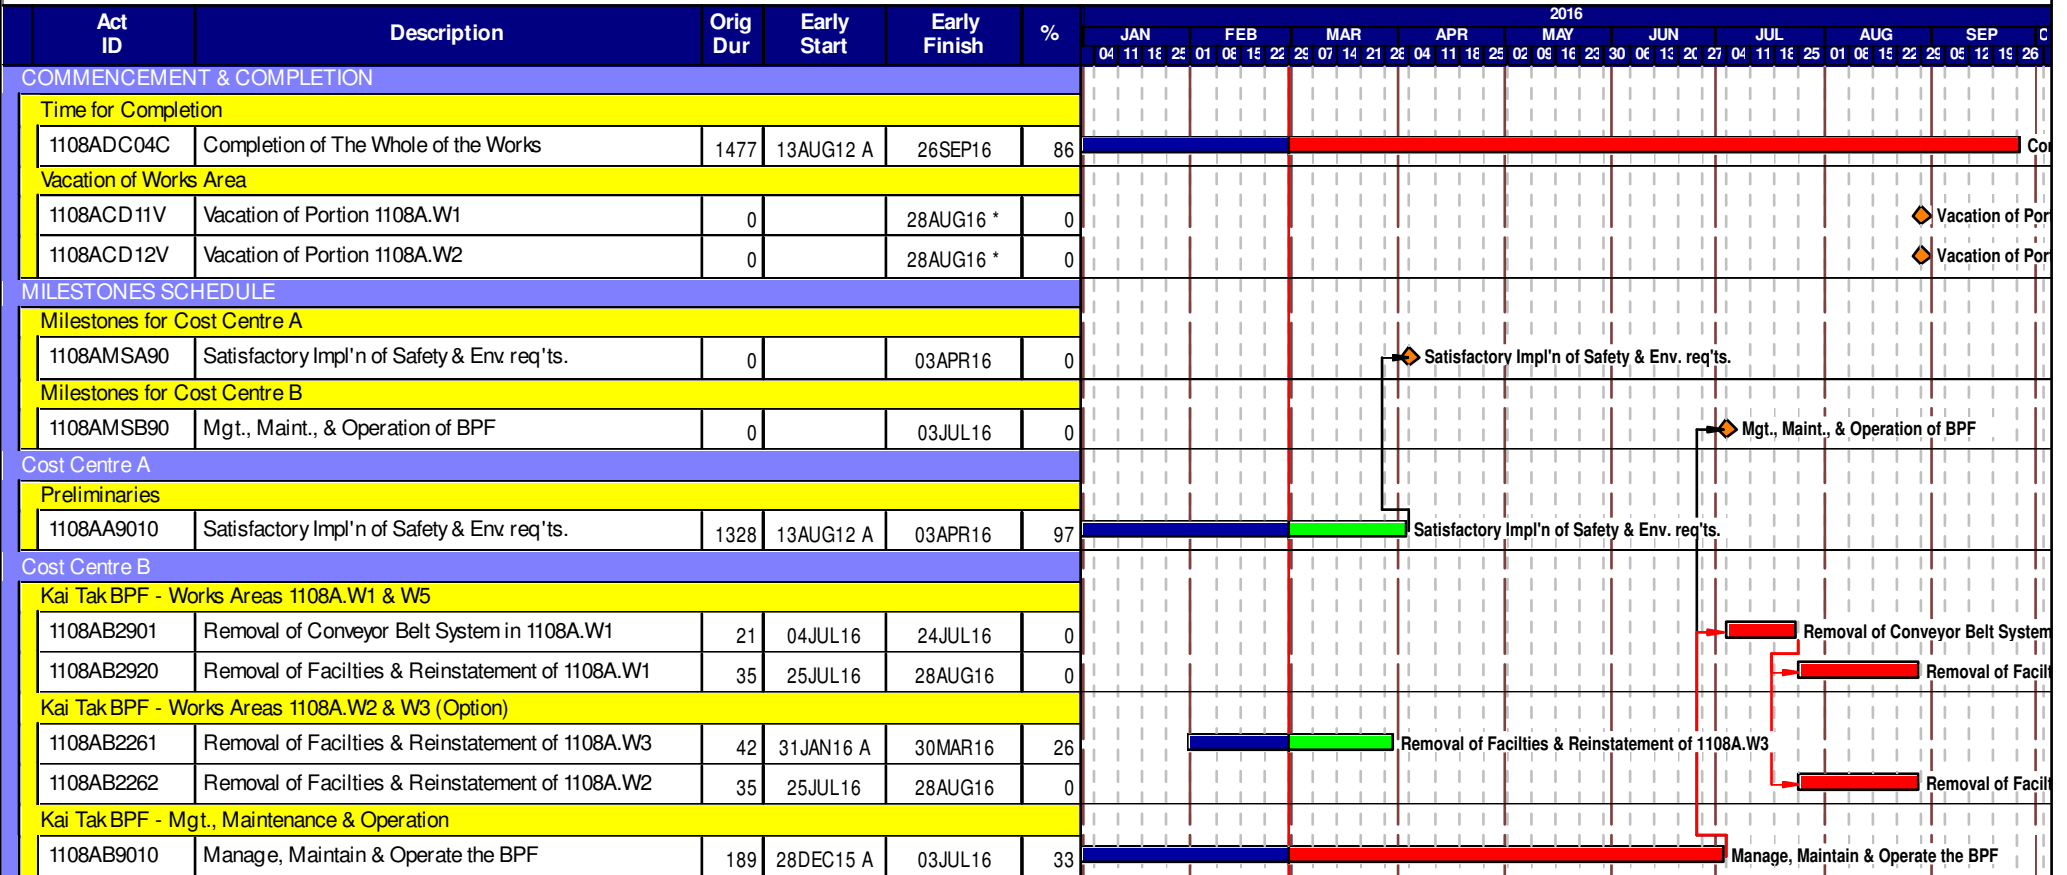 Act ID Description Orig Dur Early Start Early Finish % 2016
JAN FEB MAR APR MAY JUN JUL AUG SEP
04 11 18 25 01 08 15 22 29 07 14 21 28 04 11 18 25 02 09 16 23 30 06 13 20 27 04 11 18 25 01 08 15 22 29 05 12 19 26
COMMENCEMENT & COMPLETION
Time for Completion
1108ADC04C Completion of The Whole of the Works 1477 13AUG12 A 26SEP16 86
Vacation of Works Area
1108ACD11V Vacation of Portion 1108A.W1 0 28AUG16 * 0 Vacation of Por
1108ACD12V Vacation of Portion 1108A.W2 0 28AUG16 * 0 Vacation of Por
MILESTONES SCHEDULE
Milestones for Cost Centre A
1108AMSA90 Satisfactory Impl'n of Safety & Env. req'ts. 0 03APR16 0 Satisfactory Impl'n of Safety & Env. req'ts.
Milestones for Cost Centre B
1108AMSB90 Mgt., Maint., & Operation of BPF 0 03JUL16 0 Mgt., Maint., & Operation of BPF
Cost Centre A
Preliminaries
1108AA9010 Satisfactory Impl'n of Safety & Env. req'ts. 1328 13AUG12 A 03APR16 97 Satisfactory Impl'n of Safety & Env. req'ts.
Cost Centre B
Kai Tak BPF - Works Areas 1108A.W1 & W5
1108AB2901 Removal of Conveyor Belt System in 1108A.W1 21 04JUL16 24JUL16 0 Removal of Conveyor Belt System
1108AB2920 Removal of Facilties & Reinstatement of 1108A.W1 35 25JUL16 28AUG16 0 Removal of Facilt
Kai Tak BPF - Works Areas 1108A.W2 & W3 (Option)
1108AB2261 Removal of Facilties & Reinstatement of 1108A.W3 42 31JAN16 A 30MAR16 26 Removal of Facilties & Reinstatement of 1108A.W3
1108AB2262 Removal of Facilties & Reinstatement of 1108A.W2 35 25JUL16 28AUG16 0 Removal of Facilt
Kai Tak BPF - Mgt., Maintenance & Operation
1108AB9010 Manage, Maintain & Operate the BPF 189 28DEC15 A 03JUL16 33 Manage, Maintain & Operate the BPF